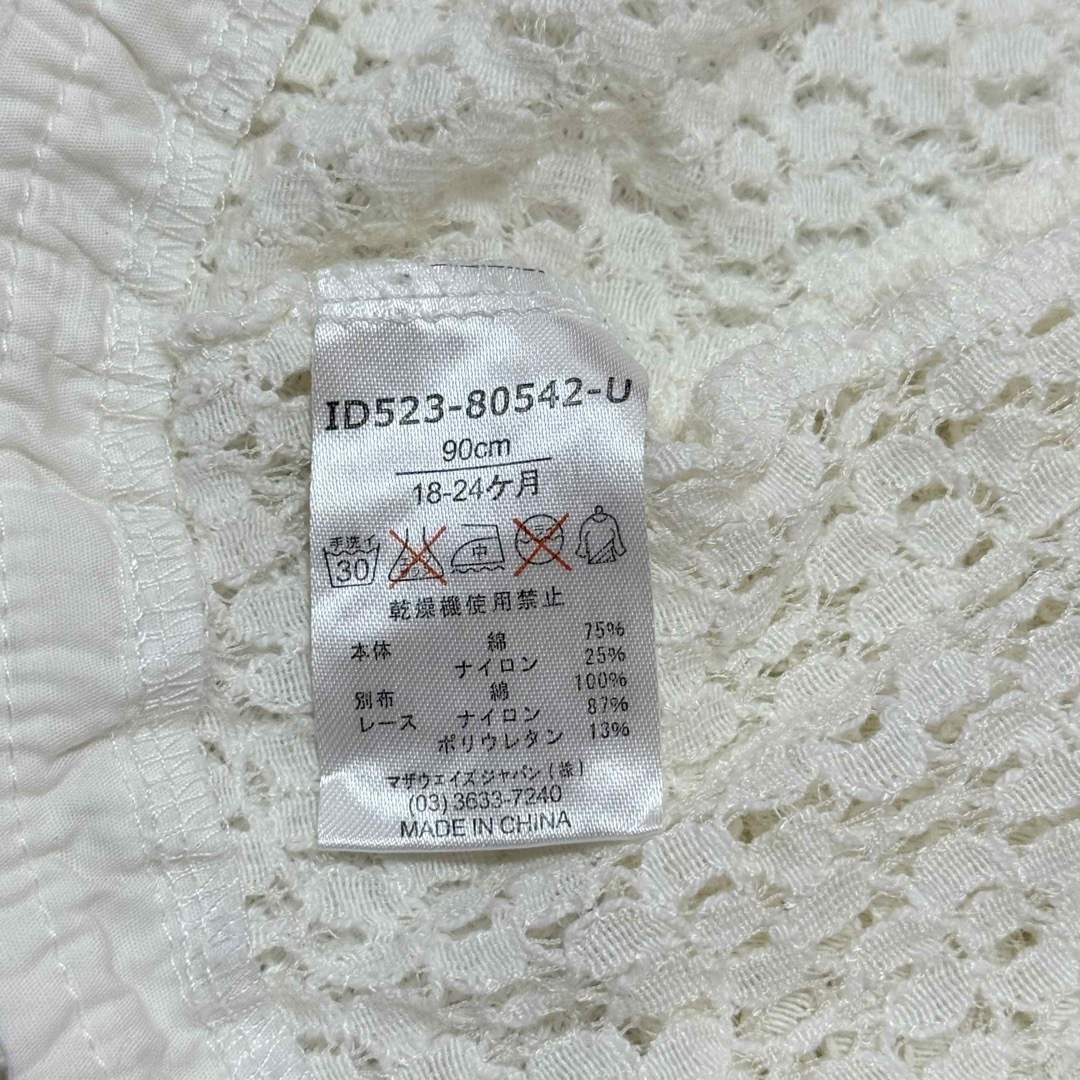 ID523-80542-U
90cm
18-24ケ月
手洗イ
30
中
乾燥機使用禁止
本体 綿 75%
ナイロン 25%
別布 綿 100%
レース ナイロン 87%
ポリウレタン 13%
マザウェイズジャパン(株)
(03)3633-7240
MADE IN CHINA